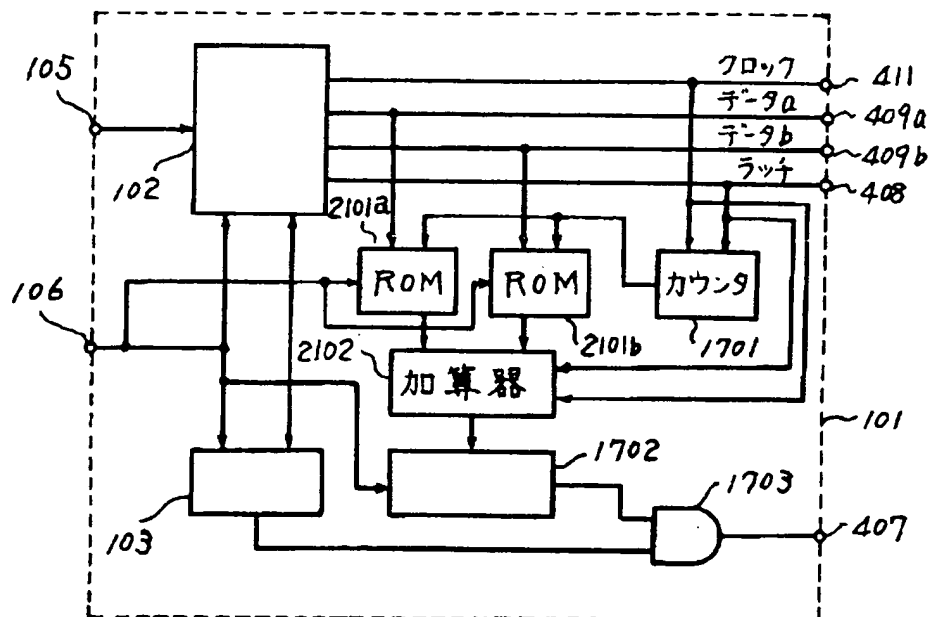 105
クロック
411
データa
409a
データb
409b
ラッチ
408
102
2101a
106
ROM
ROM
カウンタ
2102
2101b
1701
加算器
101
1702
1703
103
407